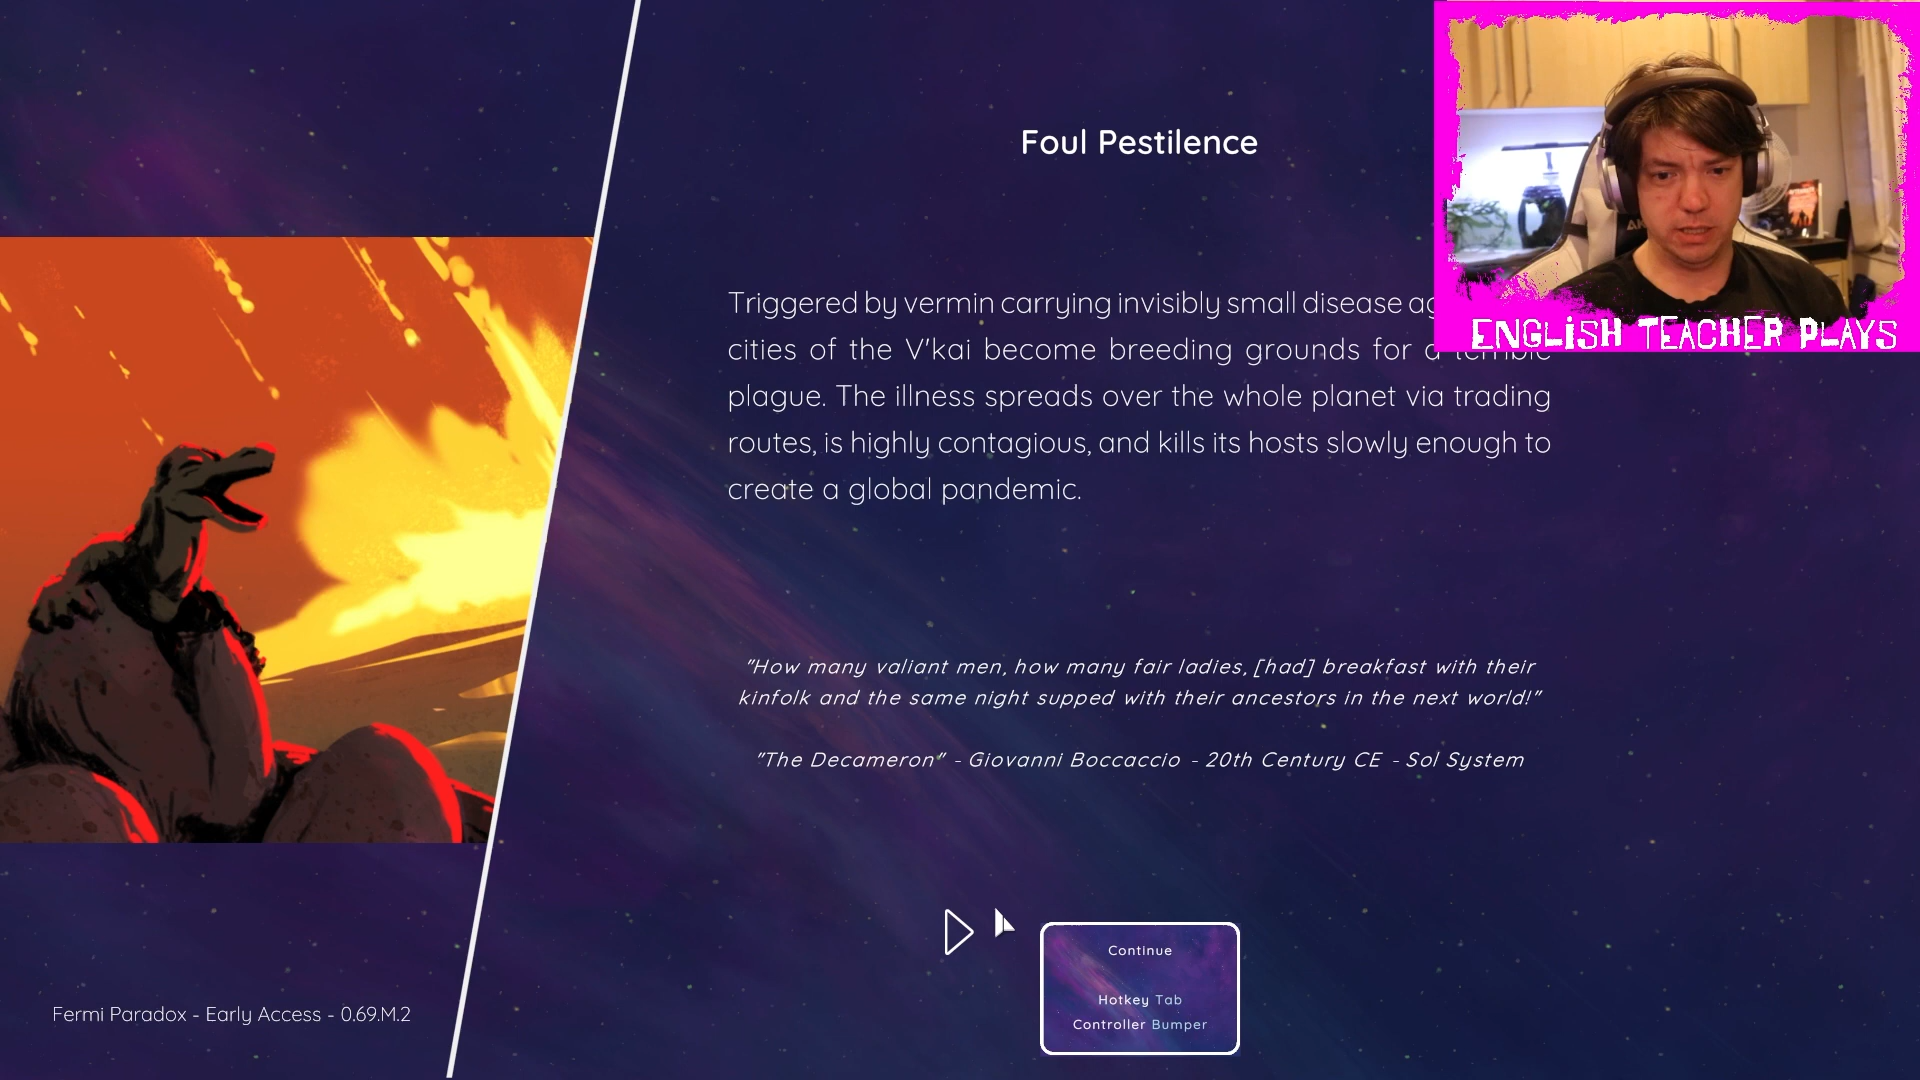 Foul Pestilence
Triggered by vermin carrying invisibly small disease
cities of the V'kai become breeding grounds for a terrible
plague. The illness spreads over the whole planet via trading
routes, is highly contagious, and kills its hosts slowly enough to
create a global pandemic.
"How many valiant men, how many fair ladies, [had] breakfast with their
kinfolk and the same night supped with their ancestors in the next world!"
"The Decameron" - Giovanni Boccaccio - 20th Century CE - Sol System
Continue
Hotkey Tab
Controller Bumper
Fermi Paradox - Early Access - 0.69.M.2
ENGLISH TEACHER PLAYS